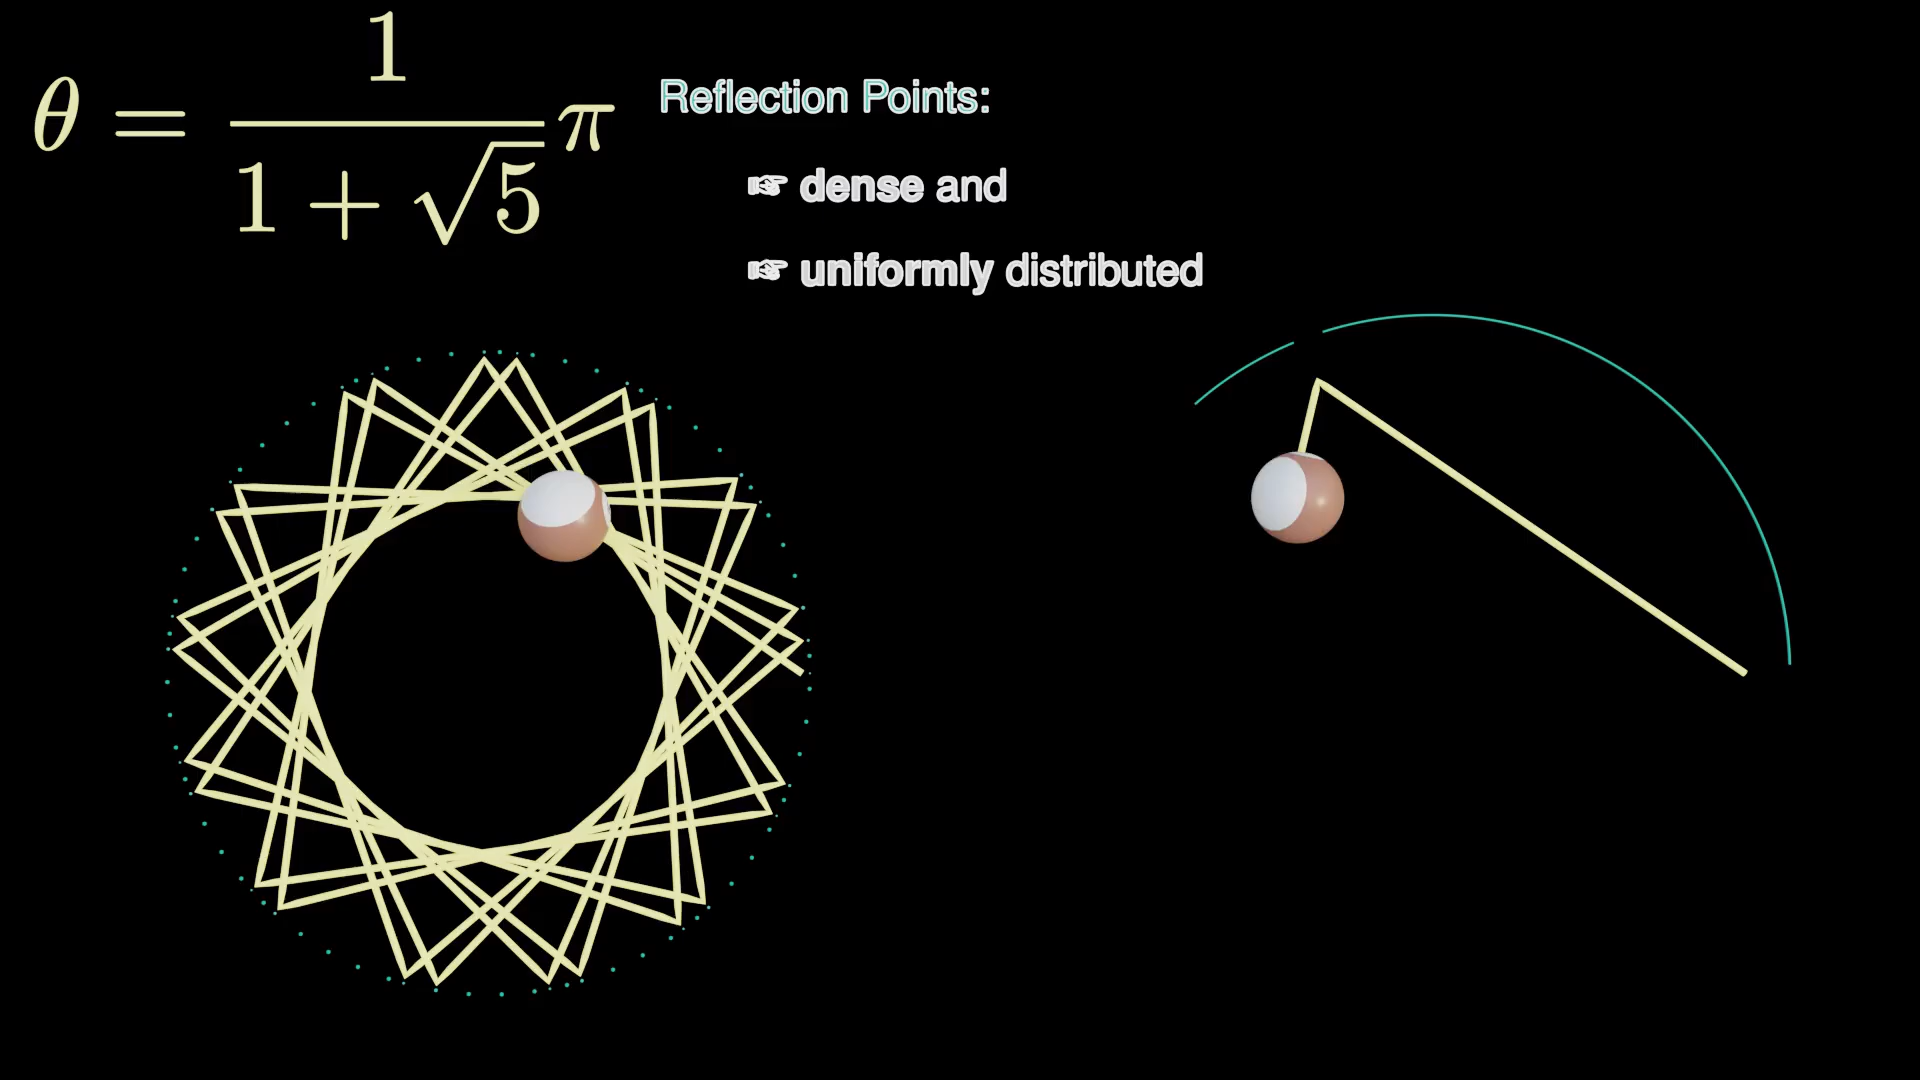 θ = 1 / (1 + √5) π
Reflection Points:
☞ dense and
☞ uniformly distributed